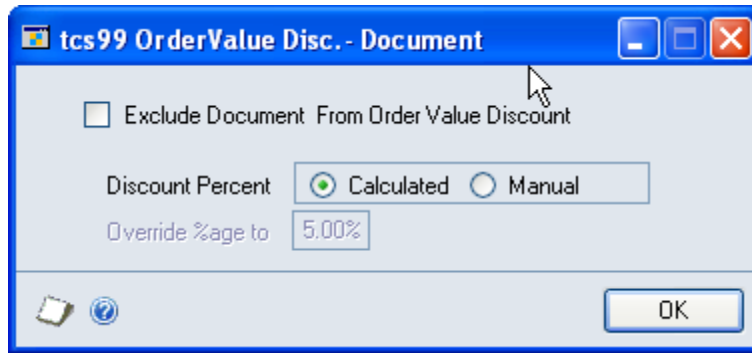 tcs99 OrderValue Disc. - Document
Exclude Document From Order Value Discount
Discount Percent Calculated Manual
Override %age to 5.00%
OK